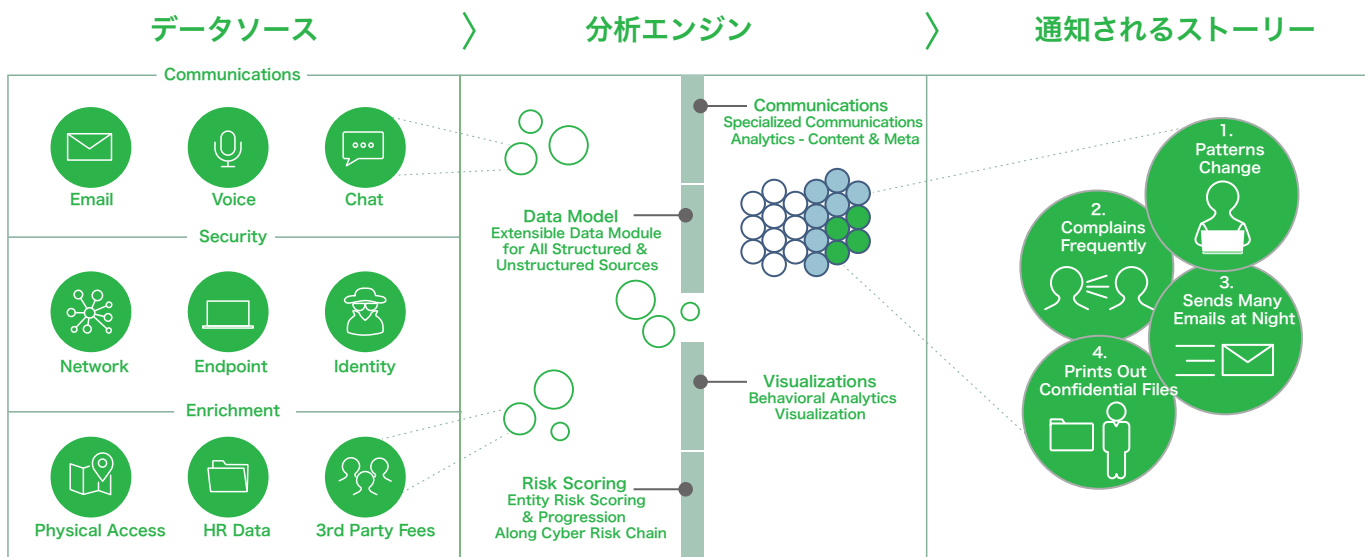 データソース
分析エンジン
通知されるストーリー
Communications
Email
Voice
Chat
Security
Network
Endpoint
Identity
Enrichment
Physical Access
HR Data
3rd Party Fees
Communications
Specialized Communications
Analytics - Content & Meta
Data Model
Extensible Data Module
for All Structured &
Unstructured Sources
Visualizations
Behavioral Analytics
Visualization
Risk Scoring
Entity Risk Scoring
& Progression
Along Cyber Risk Chain
1.
Patterns
Change
2.
Complains
Frequently
3.
Sends Many
Emails at Night
4.
Prints Out
Confidential Files